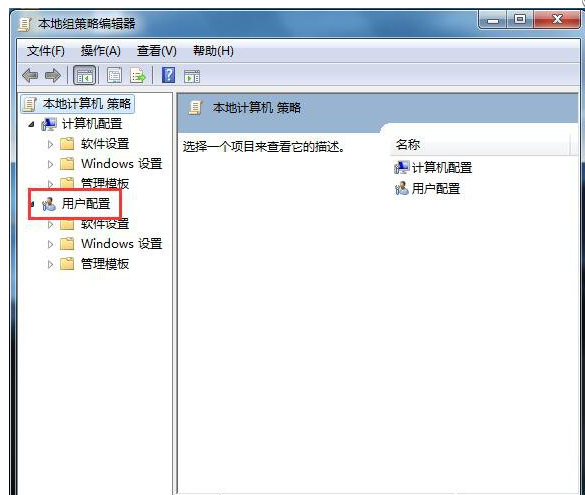 本地组策略编辑器
文件(F) 操作(A) 查看(V) 帮助(H)
本地计算机 策略
计算机配置
软件设置
Windows 设置
管理模板
用户配置
软件设置
Windows 设置
管理模板
本地计算机 策略
选择一个项目来查看它的描述。
名称
计算机配置
用户配置